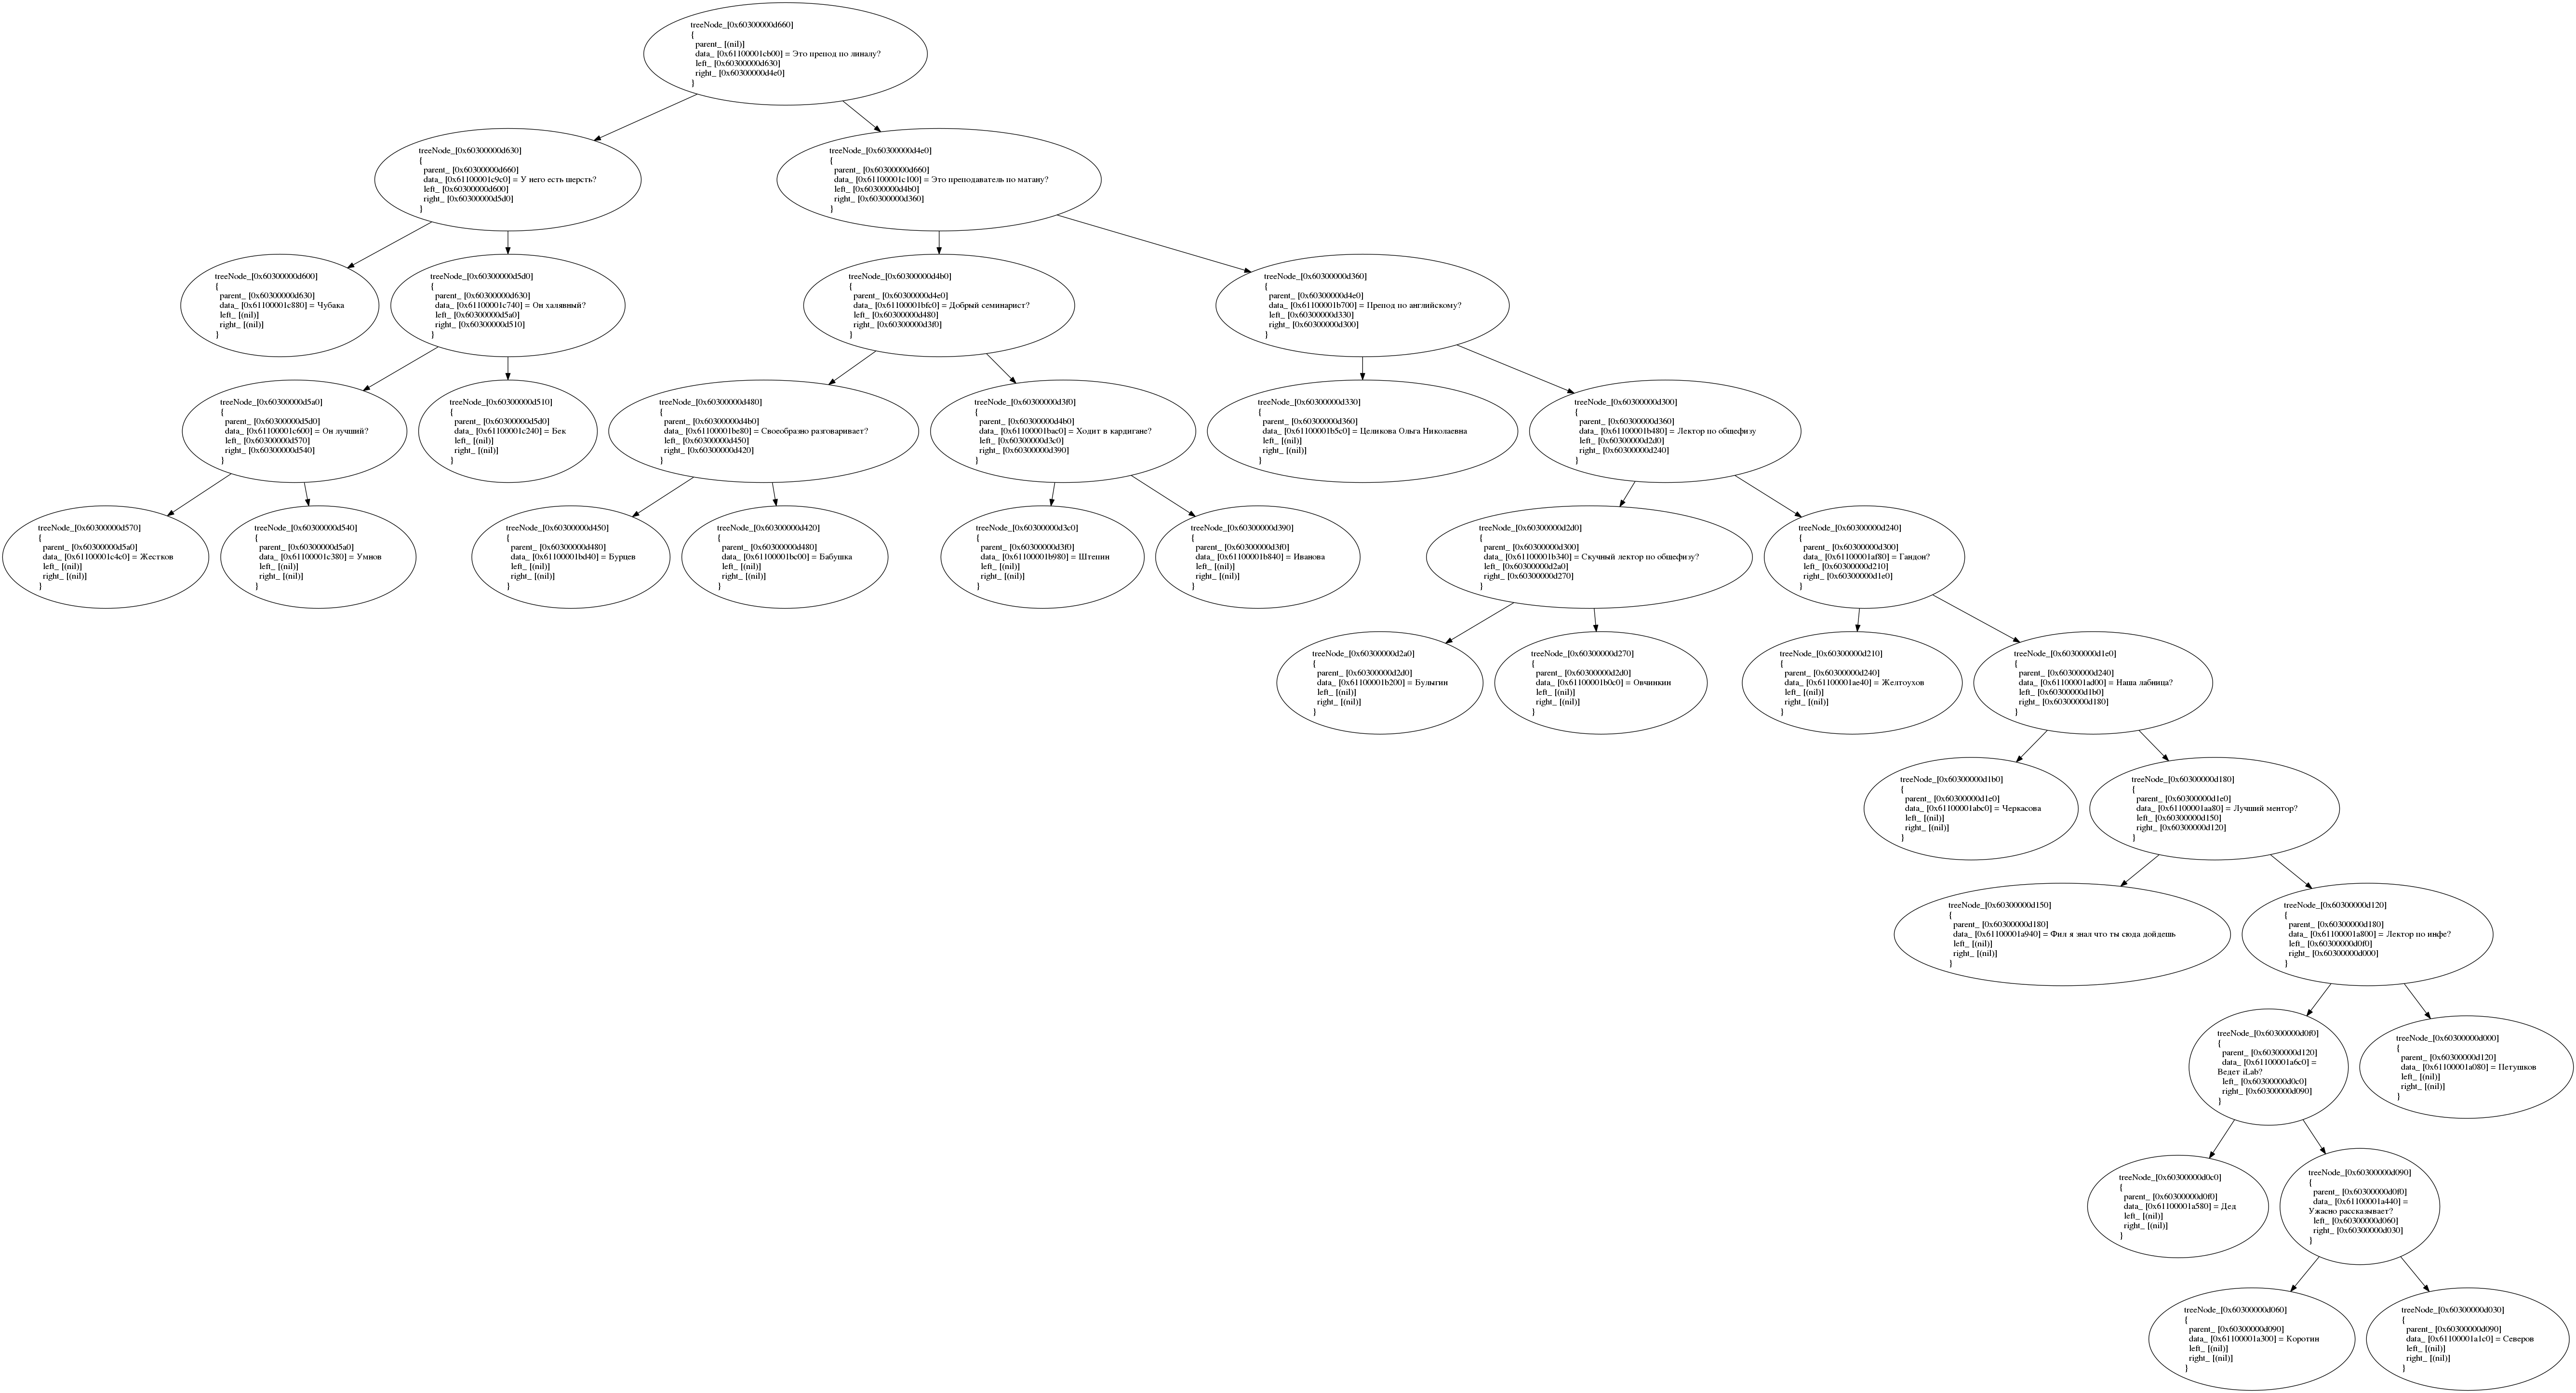 treeNode_[0x60300000d660]
{
parent_ [(nil)]
data_ [0x61100001cb00] = Это препод по линалу?
left_ [0x60300000d630]
right_ [0x60300000d4e0]
}
treeNode_[0x60300000d630]
{
parent_ [0x60300000d660]
data_ [0x61100001c9c0] = У него есть шерсть?
left_ [0x60300000d600]
right_ [0x60300000d5d0]
}
treeNode_[0x60300000d4e0]
{
parent_ [0x60300000d660]
data_ [0x61100001c100] = Это преподаватель по матану?
left_ [0x60300000d4b0]
right_ [0x60300000d360]
}
treeNode_[0x60300000d600]
{
parent_ [0x60300000d630]
data_ [0x61100001c880] = Чубака
left_ [(nil)]
right_ [(nil)]
}
treeNode_[0x60300000d5d0]
{
parent_ [0x60300000d630]
data_ [0x61100001c740] = Он халявный?
left_ [0x60300000d5a0]
right_ [0x60300000d510]
}
treeNode_[0x60300000d4b0]
{
parent_ [0x60300000d4e0]
data_ [0x61100001bfc0] = Добрый семинарист?
left_ [0x60300000d480]
right_ [0x60300000d3f0]
}
treeNode_[0x60300000d360]
{
parent_ [0x60300000d4e0]
data_ [0x61100001b700] = Препод по английскому?
left_ [0x60300000d330]
right_ [0x60300000d300]
}
treeNode_[0x60300000d5a0]
{
parent_ [0x60300000d5d0]
data_ [0x61100001c600] = Он лучший?
left_ [0x60300000d570]
right_ [0x60300000d540]
}
treeNode_[0x60300000d510]
{
parent_ [0x60300000d5d0]
data_ [0x61100001c240] = Бек
left_ [(nil)]
right_ [(nil)]
}
treeNode_[0x60300000d480]
{
parent_ [0x60300000d4b0]
data_ [0x61100001be80] = Своеобразно разговаривает?
left_ [0x60300000d450]
right_ [0x60300000d420]
}
treeNode_[0x60300000d3f0]
{
parent_ [0x60300000d4b0]
data_ [0x61100001bac0] = Ходит в кардигане?
left_ [0x60300000d3c0]
right_ [0x60300000d390]
}
treeNode_[0x60300000d330]
{
parent_ [0x60300000d360]
data_ [0x61100001b5c0] = Целикова Ольга Николаевна
left_ [(nil)]
right_ [(nil)]
}
treeNode_[0x60300000d300]
{
parent_ [0x60300000d360]
data_ [0x61100001b480] = Лектор по общефизу
left_ [0x60300000d2d0]
right_ [0x60300000d240]
}
treeNode_[0x60300000d570]
{
parent_ [0x60300000d5a0]
data_ [0x61100001c4c0] = Жестков
left_ [(nil)]
right_ [(nil)]
}
treeNode_[0x60300000d540]
{
parent_ [0x60300000d5a0]
data_ [0x61100001c380] = Умнов
left_ [(nil)]
right_ [(nil)]
}
treeNode_[0x60300000d450]
{
parent_ [0x60300000d480]
data_ [0x61100001bd40] = Бурцев
left_ [(nil)]
right_ [(nil)]
}
treeNode_[0x60300000d420]
{
parent_ [0x60300000d480]
data_ [0x61100001bc00] = Бабушка
left_ [(nil)]
right_ [(nil)]
}
treeNode_[0x60300000d3c0]
{
parent_ [0x60300000d3f0]
data_ [0x61100001b980] = Штепин
left_ [(nil)]
right_ [(nil)]
}
treeNode_[0x60300000d390]
{
parent_ [0x60300000d3f0]
data_ [0x61100001b840] = Иванова
left_ [(nil)]
right_ [(nil)]
}
treeNode_[0x60300000d2d0]
{
parent_ [0x60300000d300]
data_ [0x61100001b340] = Скучный лектор по общефизу?
left_ [0x60300000d2a0]
right_ [0x60300000d270]
}
treeNode_[0x60300000d240]
{
parent_ [0x60300000d300]
data_ [0x61100001af80] = Гандон?
left_ [0x60300000d210]
right_ [0x60300000d1e0]
}
treeNode_[0x60300000d2a0]
{
parent_ [0x60300000d2d0]
data_ [0x61100001b200] = Булыгин
left_ [(nil)]
right_ [(nil)]
}
treeNode_[0x60300000d270]
{
parent_ [0x60300000d2d0]
data_ [0x61100001b0c0] = Овчинкин
left_ [(nil)]
right_ [(nil)]
}
treeNode_[0x60300000d210]
{
parent_ [0x60300000d240]
data_ [0x61100001ae40] = Желтоухов
left_ [(nil)]
right_ [(nil)]
}
treeNode_[0x60300000d1e0]
{
parent_ [0x60300000d240]
data_ [0x61100001ad00] = Наша лабница?
left_ [0x60300000d1b0]
right_ [0x60300000d180]
}
treeNode_[0x60300000d1b0]
{
parent_ [0x60300000d1e0]
data_ [0x61100001abc0] = Черкасова
left_ [(nil)]
right_ [(nil)]
}
treeNode_[0x60300000d180]
{
parent_ [0x60300000d1e0]
data_ [0x61100001aa80] = Лучший ментор?
left_ [0x60300000d150]
right_ [0x60300000d120]
}
treeNode_[0x60300000d150]
{
parent_ [0x60300000d180]
data_ [0x61100001a940] = Фил я знал что ты сюда дойдешь
left_ [(nil)]
right_ [(nil)]
}
treeNode_[0x60300000d120]
{
parent_ [0x60300000d180]
data_ [0x61100001a800] = Лектор по инфе?
left_ [0x60300000d0f0]
right_ [0x60300000d000]
}
treeNode_[0x60300000d0f0]
{
parent_ [0x60300000d120]
data_ [0x61100001a6c0] =
Ведет iLab?
left_ [0x60300000d0c0]
right_ [0x60300000d090]
}
treeNode_[0x60300000d000]
{
parent_ [0x60300000d120]
data_ [0x61100001a080] = Петушков
left_ [(nil)]
right_ [(nil)]
}
treeNode_[0x60300000d0c0]
{
parent_ [0x60300000d0f0]
data_ [0x61100001a580] = Дед
left_ [(nil)]
right_ [(nil)]
}
treeNode_[0x60300000d090]
{
parent_ [0x60300000d0f0]
data_ [0x61100001a440] =
Ужасно рассказывает?
left_ [0x60300000d060]
right_ [0x60300000d030]
}
treeNode_[0x60300000d060]
{
parent_ [0x60300000d090]
data_ [0x61100001a300] = Коротин
left_ [(nil)]
right_ [(nil)]
}
treeNode_[0x60300000d030]
{
parent_ [0x60300000d090]
data_ [0x61100001a1c0] = Северов
left_ [(nil)]
right_ [(nil)]
}